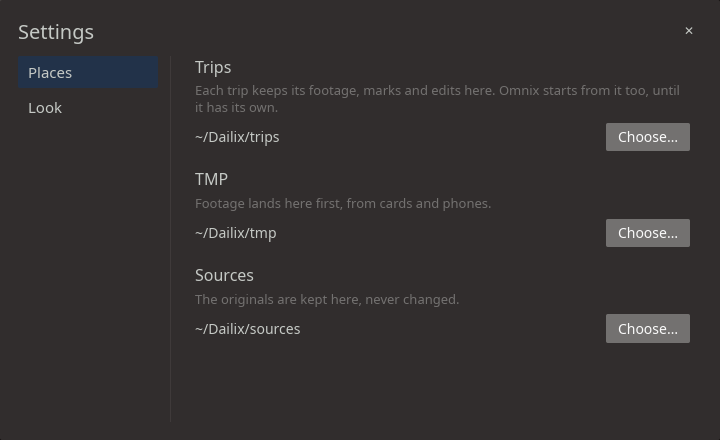 Settings
×
Places
Look
Trips
Each trip keeps its footage, marks and edits here. Omnix starts from it too, until
it has its own.
~/Dailix/trips
Choose...
TMP
Footage lands here first, from cards and phones.
~/Dailix/tmp
Choose...
Sources
The originals are kept here, never changed.
~/Dailix/sources
Choose...